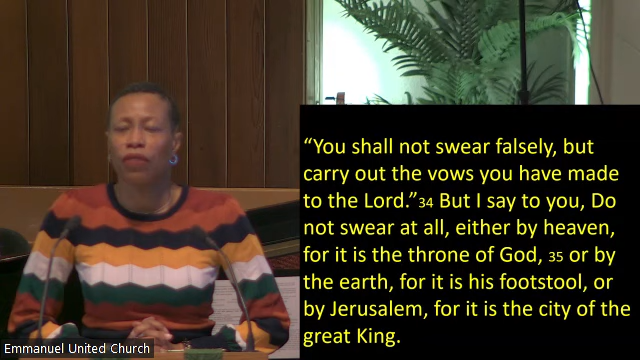 “You shall not swear falsely, but
carry out the vows you have made
to the Lord.”34 But I say to you, Do
not swear at all, either by heaven,
for it is the throne of God, 35 or by
the earth, for it is his footstool, or
by Jerusalem, for it is the city of the
great King.
Emmanuel United Church